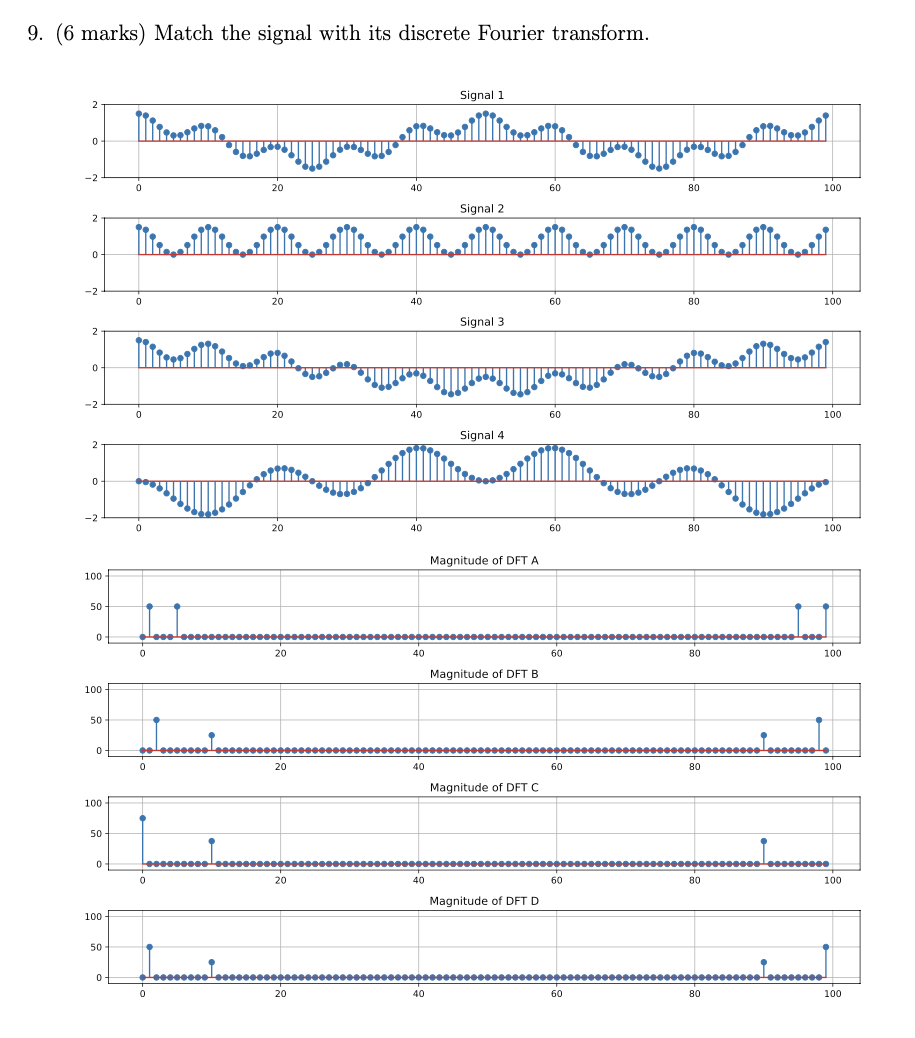 9. (6 marks) Match the signal with its discrete Fourier transform.
Signal 1
2
0
−2
0 20 40 60 80 100
Signal 2
2
0
−2
0 20 40 60 80 100
Signal 3
2
0
−2
0 20 40 60 80 100
Signal 4
2
0
−2
0 20 40 60 80 100
Magnitude of DFT A
100
50
0
0 20 40 60 80 100
Magnitude of DFT B
100
50
0
0 20 40 60 80 100
Magnitude of DFT C
100
50
0
0 20 40 60 80 100
Magnitude of DFT D
100
50
0
0 20 40 60 80 100